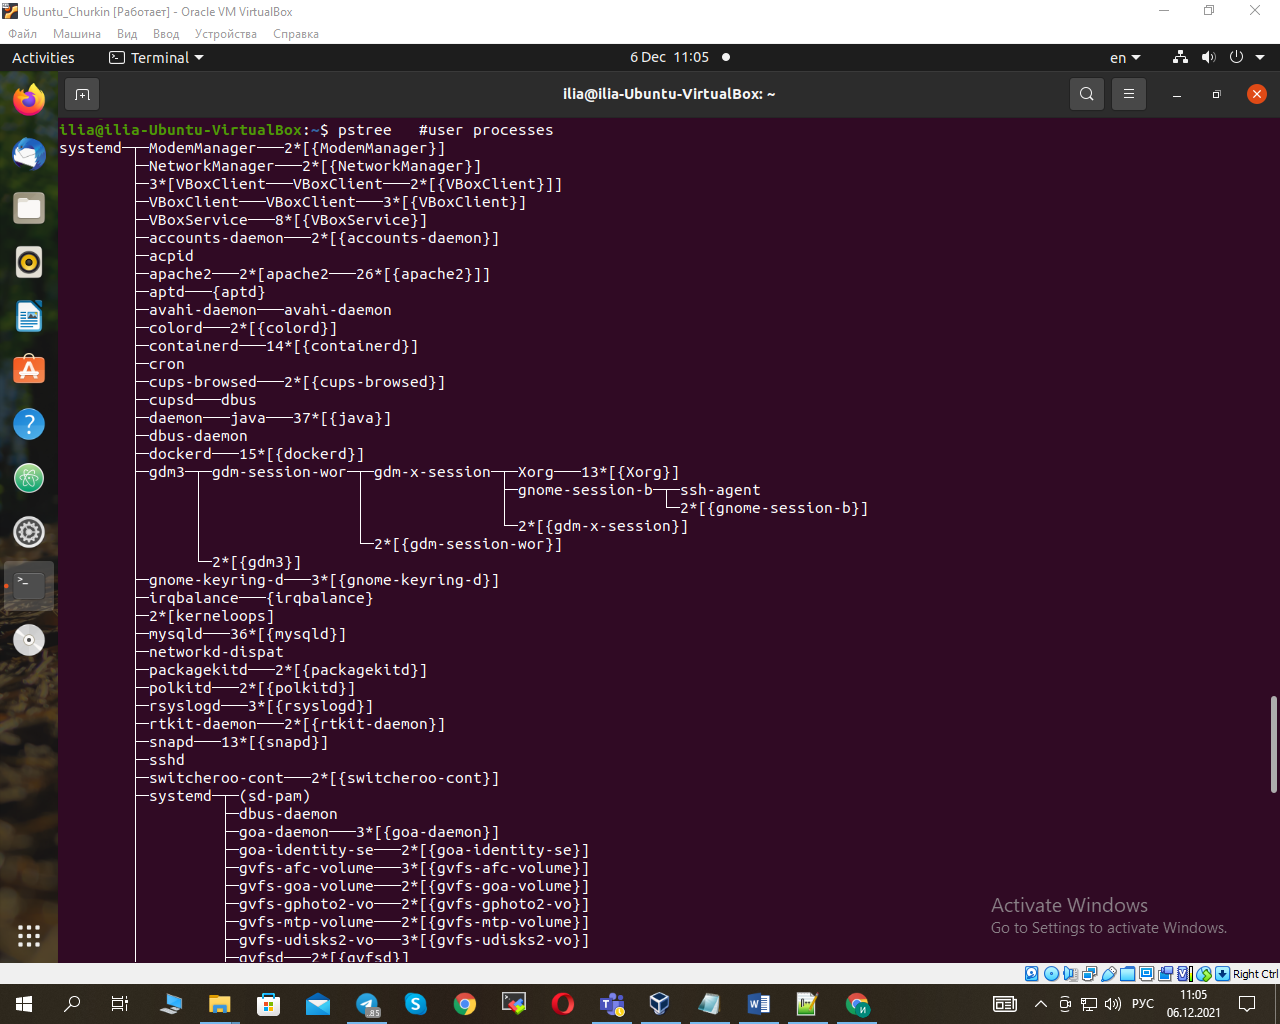 Ubuntu_Churkin [Работает] - Oracle VM VirtualBox
Файл Машина Вид Ввод Устройства Справка
Activities Terminal 6 Dec 11:05 en
ilia@ilia-Ubuntu-VirtualBox: ~
ilia@ilia-Ubuntu-VirtualBox:~$ pstree   #user processes
systemd─┬─ModemManager───2*[{ModemManager}]
├─NetworkManager───2*[{NetworkManager}]
├─3*[VBoxClient───VBoxClient───2*[{VBoxClient}]]
├─VBoxClient───VBoxClient───3*[{VBoxClient}]
├─VBoxService───8*[{VBoxService}]
├─accounts-daemon───2*[{accounts-daemon}]
├─acpid
├─apache2───2*[apache2───26*[{apache2}]]
├─aptd───{aptd}
├─avahi-daemon───avahi-daemon
├─colord───2*[{colord}]
├─containerd───14*[{containerd}]
├─cron
├─cups-browsed───2*[{cups-browsed}]
├─cupsd───dbus
├─daemon───java───37*[{java}]
├─dbus-daemon
├─dockerd───15*[{dockerd}]
├─gdm3─┬─gdm-session-wor─┬─gdm-x-session─┬─Xorg───13*[{Xorg}]
│      │                 │               ├─gnome-session-b─┬─ssh-agent
│      │                 │               │                 └─2*[{gnome-session-b}]
│      │                 │               └─2*[{gdm-x-session}]
│      │                 └─2*[{gdm-session-wor}]
│      └─2*[{gdm3}]
├─gnome-keyring-d───3*[{gnome-keyring-d}]
├─irqbalance───{irqbalance}
├─2*[kerneloops]
├─mysqld───36*[{mysqld}]
├─networkd-dispat
├─packagekitd───2*[{packagekitd}]
├─polkitd───2*[{polkitd}]
├─rsyslogd───3*[{rsyslogd}]
├─rtkit-daemon───2*[{rtkit-daemon}]
├─snapd───13*[{snapd}]
├─sshd
├─switcheroo-cont───2*[{switcheroo-cont}]
├─systemd─┬─(sd-pam)
│         ├─dbus-daemon
│         ├─goa-daemon───3*[{goa-daemon}]
│         ├─goa-identity-se───2*[{goa-identity-se}]
│         ├─gvfs-afc-volume───3*[{gvfs-afc-volume}]
│         ├─gvfs-goa-volume───2*[{gvfs-goa-volume}]
│         ├─gvfs-gphoto2-vo───2*[{gvfs-gphoto2-vo}]
│         ├─gvfs-mtp-volume───2*[{gvfs-mtp-volume}]
│         ├─gvfs-udisks2-vo───3*[{gvfs-udisks2-vo}]
│         ├─gvfsd───2*[{gvfsd}]
Activate Windows
Go to Settings to activate Windows.
Right Ctrl
.85
РУС
11:05
06.12.2021